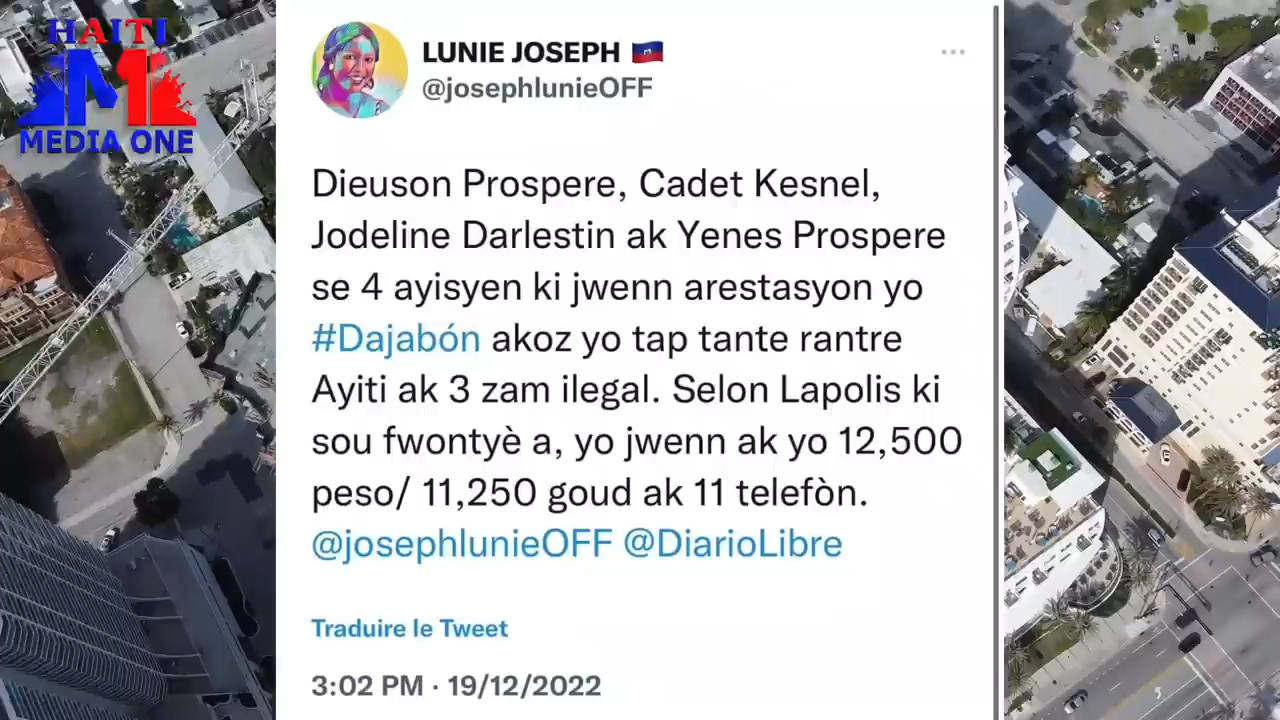 HAITI
M1
MEDIA ONE
LUNIE JOSEPH
@josephlunieOFF
Dieuson Prospere, Cadet Kesnel,
Jodeline Darlestin ak Yenes Prospere
se 4 ayisyen ki jwenn arestasyon yo
#Dajabón akoz yo tap tante rantre
Ayiti ak 3 zam ilegal. Selon Lapolis ki
sou fwontyè a, yo jwenn ak yo 12,500
peso/ 11,250 goud ak 11 telefòn.
@josephlunieOFF @DiarioLibre
Traduire le Tweet
3:02 PM · 19/12/2022